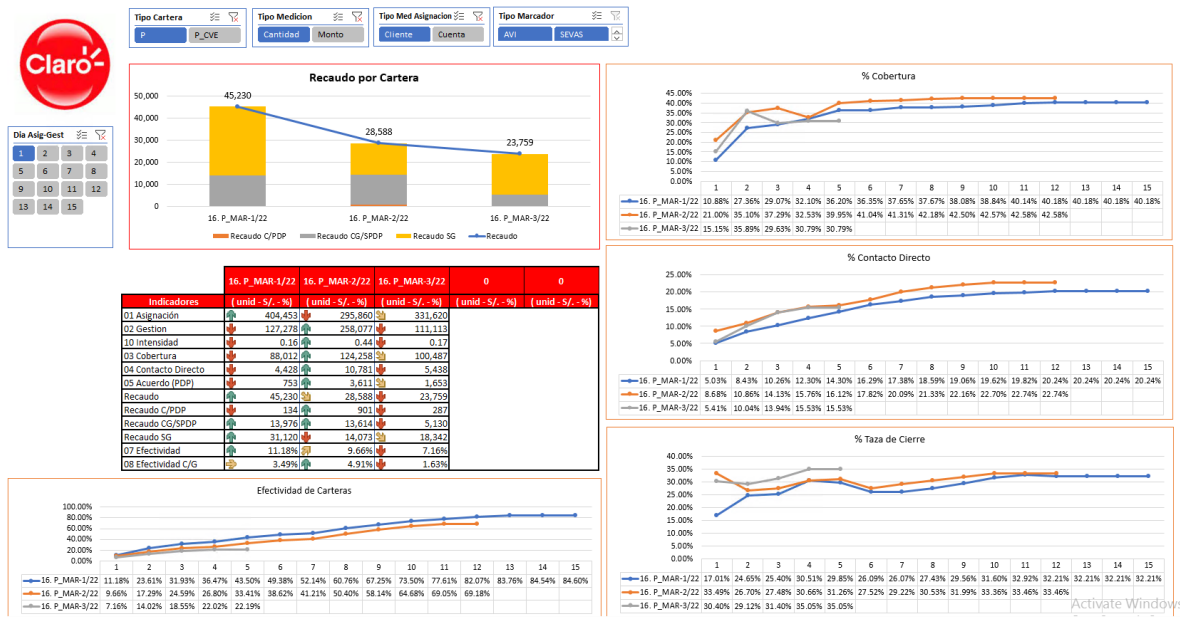 Claro
Tipo Cartera
P P_CVE
Tipo Medicion
Cantidad Monto
Tipo Med Asignacion
Cliente Cuenta
Tipo Marcador
AVI SEVAS
Dia Asig-Gest
1 2 3 4
5 6 7 8
9 10 11 12
13 14 15
Recaudo por Cartera
50,000
40,000
30,000
20,000
10,000
0
45,230
28,588
23,759
16. P_MAR-1/22 16. P_MAR-2/22 16. P_MAR-3/22
Recaudo C/PDP Recaudo CG/SPDP Recaudo SG Recaudo
16. P_MAR-1/22 16. P_MAR-2/22 16. P_MAR-3/22 0 0
Indicadores ( unid - S/. - %) ( unid - S/. - %) ( unid - S/. - %) ( unid - S/. - %) ( unid - S/. - %)
01 Asignación 404,453 295,860 331,620
02 Gestion 127,278 258,077 111,113
10 Intensidad 0.16 0.44 0.17
03 Cobertura 88,012 124,258 100,487
04 Contacto Directo 4,428 10,781 5,438
05 Acuerdo (PDP) 753 3,611 1,653
Recaudo 45,230 28,588 23,759
Recaudo C/PDP 134 901 287
Recaudo CG/SPDP 13,976 13,614 5,130
Recaudo SG 31,120 14,073 18,342
07 Efectividad 11.18% 9.66% 7.16%
08 Efectividad C/G 3.49% 4.91% 1.63%
Efectividad de Carteras
100.00%
80.00%
60.00%
40.00%
20.00%
0.00%
1 2 3 4 5 6 7 8 9 10 11 12 13 14 15
16. P_MAR-1/22 11.18% 23.61% 31.93% 36.47% 43.50% 49.38% 52.14% 60.76% 67.25% 73.50% 77.61% 82.07% 83.76% 84.54% 84.60%
16. P_MAR-2/22 9.66% 17.29% 24.59% 26.80% 33.41% 38.62% 41.21% 50.40% 58.14% 64.68% 69.05% 69.18%
16. P_MAR-3/22 7.16% 14.02% 18.55% 22.02% 22.19%
% Cobertura
45.00%
40.00%
35.00%
30.00%
25.00%
20.00%
15.00%
10.00%
5.00%
0.00%
1 2 3 4 5 6 7 8 9 10 11 12 13 14 15
16. P_MAR-1/22 10.88% 27.36% 29.07% 32.10% 36.20% 36.35% 37.65% 37.67% 38.08% 38.84% 40.14% 40.18% 40.18% 40.18% 40.18%
16. P_MAR-2/22 21.00% 35.10% 37.29% 32.53% 39.95% 41.04% 41.31% 42.18% 42.50% 42.57% 42.58% 42.58%
16. P_MAR-3/22 15.15% 35.89% 29.63% 30.79% 30.79%
% Contacto Directo
25.00%
20.00%
15.00%
10.00%
5.00%
0.00%
1 2 3 4 5 6 7 8 9 10 11 12 13 14 15
16. P_MAR-1/22 5.03% 8.43% 10.26% 12.30% 14.30% 16.29% 17.38% 18.59% 19.06% 19.62% 19.82% 20.24% 20.24% 20.24% 20.24%
16. P_MAR-2/22 8.68% 10.86% 14.13% 15.76% 16.12% 17.82% 20.09% 21.33% 22.16% 22.70% 22.74% 22.74%
16. P_MAR-3/22 5.41% 10.04% 13.94% 15.53% 15.53%
% Taza de Cierre
40.00%
35.00%
30.00%
25.00%
20.00%
15.00%
10.00%
5.00%
0.00%
1 2 3 4 5 6 7 8 9 10 11 12 13 14 15
16. P_MAR-1/22 17.01% 24.65% 25.40% 30.51% 29.85% 26.09% 26.07% 27.43% 29.56% 31.60% 32.92% 32.21% 32.21% 32.21% 32.21%
16. P_MAR-2/22 33.49% 26.70% 27.48% 30.66% 31.26% 27.52% 29.22% 30.53% 31.99% 33.36% 33.46% 33.46%
16. P_MAR-3/22 30.40% 29.12% 31.40% 35.05% 35.05%
Activate Windows